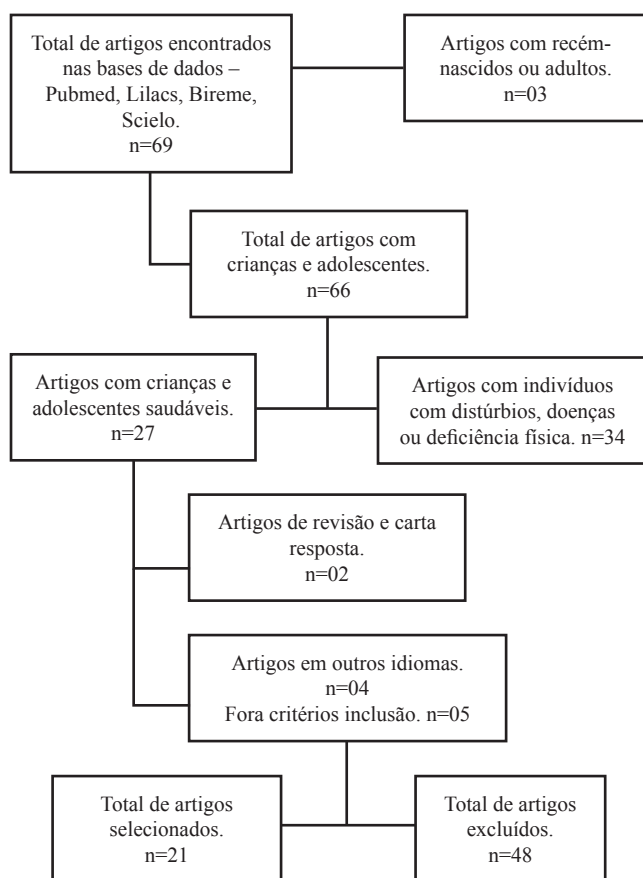 Total de artigos encontrados
nas bases de dados –
Pubmed, Lilacs, Bireme,
Scielo.
n=69
Artigos com recém-
nascidos ou adultos.
n=03
Total de artigos com
crianças e adolescentes.
n=66
Artigos com crianças e
adolescentes saudáveis.
n=27
Artigos com indivíduos
com distúrbios, doenças
ou deficiência física. n=34
Artigos de revisão e carta
resposta.
n=02
Artigos em outros idiomas.
n=04
Fora critérios inclusão. n=05
Total de artigos
selecionados.
n=21
Total de artigos
excluídos.
n=48